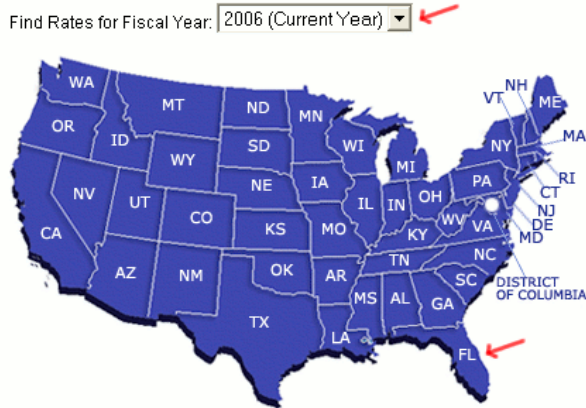 Find Rates for Fiscal Year: 2006 (Current Year)
WA
MT
ND
MN
NH
VT
ME
OR
ID
SD
WI
MI
NY
MA
WY
NE
IA
PA
RI
CT
NV
UT
CO
KS
IL
IN
OH
NJ
DE
MD
CA
MO
KY
WV
VA
AZ
NM
OK
AR
TN
NC
DISTRICT
OF COLUMBIA
TX
LA
MS
AL
GA
SC
FL